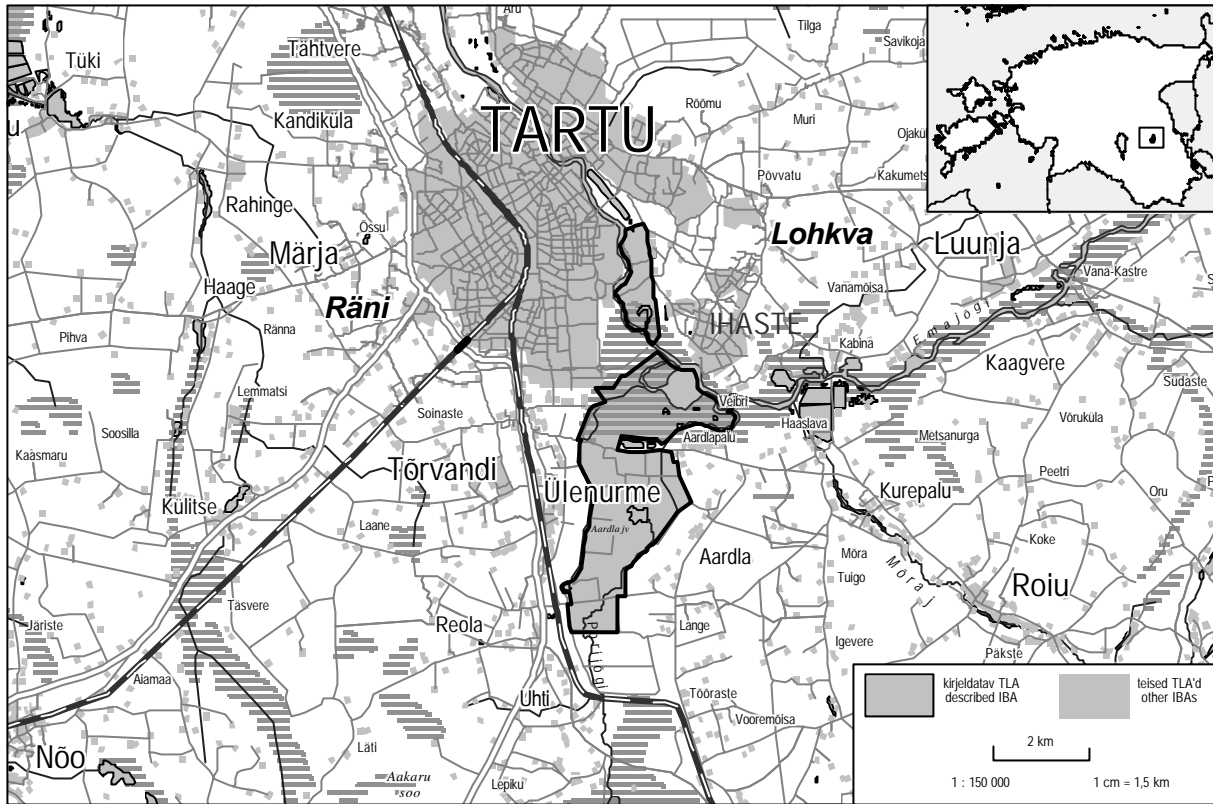 Aru
Tilga
Tüki
Tähtvere
Savikoja
TARTU
Rõõmu
Kandiküla
Muri
Põvvatu
Kakumets
Rahinge
Õssu
Lohkva
Luunja
Märja
Vana-Kastre
Haage
Räni
Vanamõisa
Emajõgi
Pihva
Ränna
IHASTE
Kabina
Kaagvere
Sudaste
Lemmatsi
Veibri
Soinaste
Haaslava
Võruküla
Soosilla
Aardlapalu
Metsanurga
Kaasmaru
Tõrvandi
Peetri
Külitse
Ülenurme
Kurepalu
Oru
Laane
Aardla jv
Koke
Aardla
Mõra
Tuigo
Mõra j
Roiu
Täsvere
Järiste
Reola
Lange
Igevere
Päkste
Porijõgi
Aiamaa
Uhti
Tööraste
Vooremõisa
Läti
Nõo
Aakaru
soo
Lepiku
kirjeldatav TLA
described IBA
teised TLA'd
other IBAs
2 km
1 : 150 000
1 cm = 1,5 km